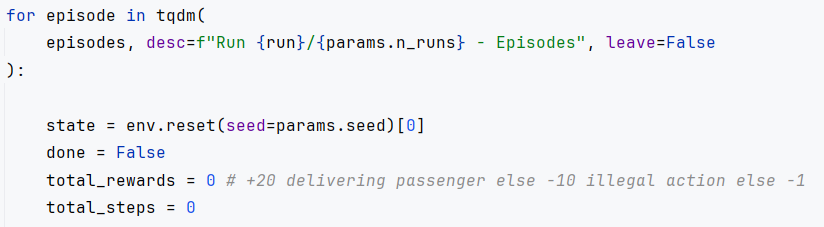 for episode in tqdm(
    episodes, desc=f"Run {run}/{params.n_runs} - Episodes", leave=False
):
    state = env.reset(seed=params.seed)[0]
    done = False
    total_rewards = 0 # +20 delivering passenger else -10 illegal action else -1
    total_steps = 0